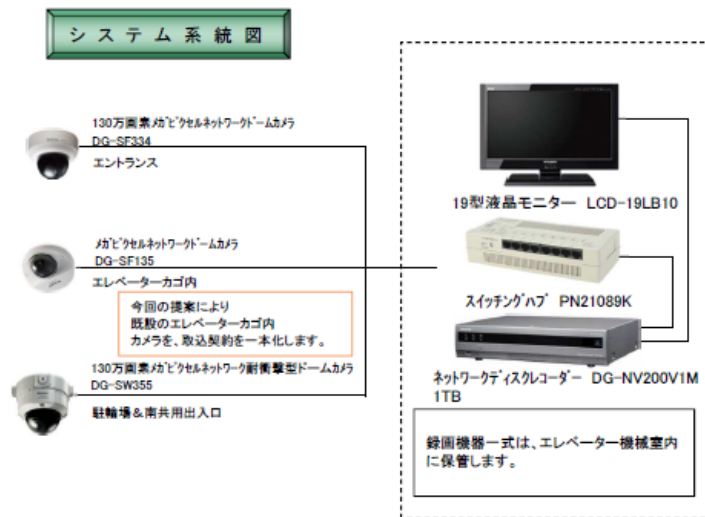 システム系統図
130万画素ﾒｶﾞﾋﾟｸｾﾙﾈｯﾄﾜｰｸﾄﾞｰﾑｶﾒﾗ
DG-SF334
エントランス
ﾒｶﾞﾋﾟｸｾﾙﾈｯﾄﾜｰｸﾄﾞｰﾑｶﾒﾗ
DG-SF135
エレベーターカゴ内
今回の提案により
既設のエレベーターカゴ内
カメラを、取込契約を一本化します。
130万画素ﾒｶﾞﾋﾟｸｾﾙﾈｯﾄﾜｰｸ耐衝撃型ﾄﾞｰﾑｶﾒﾗ
DG-SW355
駐輪場＆南共用出入口
19型液晶モニター LCD-19LB10
スイッチングﾊﾌﾞ PN21089K
ﾈｯﾄﾜｰｸﾃﾞｨｽｸﾚｺｰﾀﾞｰ DG-NV200V1M
1TB
録画機器一式は、エレベーター機械室内
に保管します。